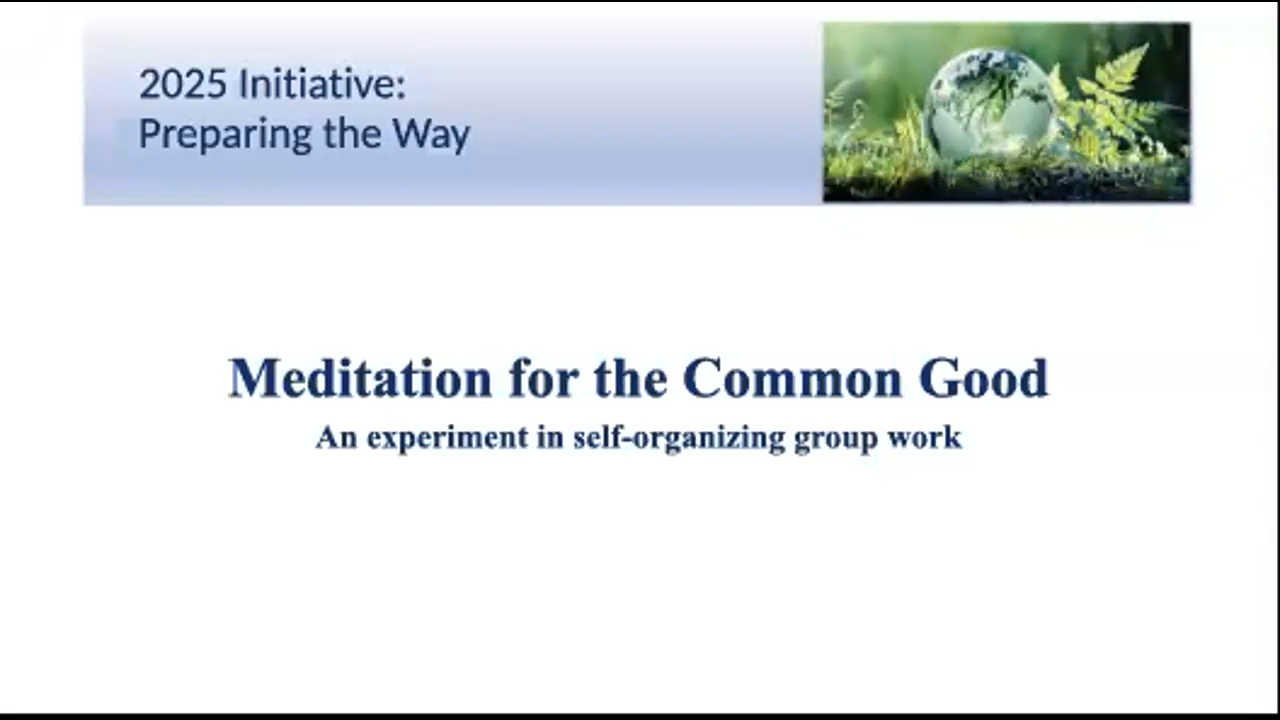 2025 Initiative:
Preparing the Way
Meditation for the Common Good
An experiment in self-organizing group work